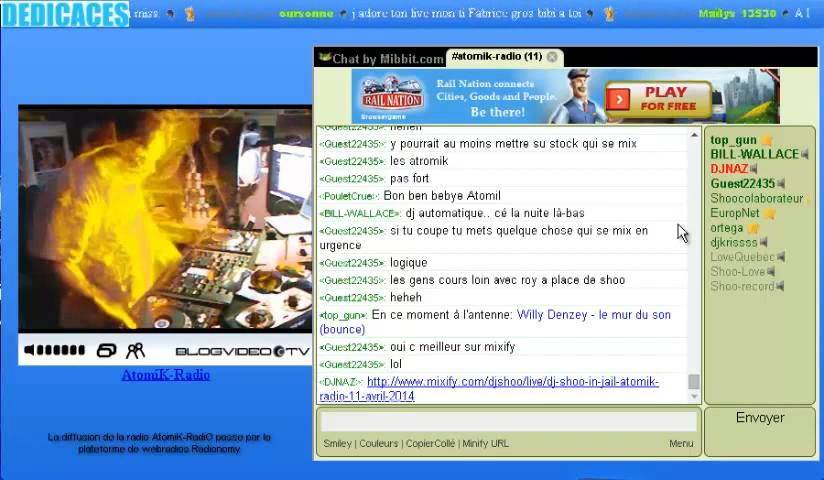 DEDICACES miss. oursonne j adore ton live mon ti Fabrice gros bibi a toi Maïlys 13530 A l
Chat by Mibbit.com #atomik-radio (11)
RAIL NATION
Browsergame
Rail Nation connects
Cities, Goods and People.
Be there!
PLAY
FOR FREE
<Guest22435>: heheh
<Guest22435>: y pourrait au moins mettre su stock qui se mix
<Guest22435>: les atromik
<Guest22435>: pas fort
<PouletCrue>: Bon ben bebye Atomil
<BILL-WALLACE>: dj automatique.. cé la nuite là-bas
<Guest22435>: si tu coupe tu mets quelque chose qui se mix en
urgence
<Guest22435>: logique
<Guest22435>: les gens cours loin avec roy a place de shoo
<Guest22435>: heheh
<top_gun>: En ce moment à l'antenne: Willy Denzey - le mur du son
(bounce)
<Guest22435>: oui c meilleur sur mixify
<Guest22435>: lol
<DJNAZ>: http://www.mixify.com/djshoo/live/dj-shoo-in-jail-atomik-
radio-11-avril-2014
top_gun
BILL-WALLACE
DJNAZ
Guest22435
Shoocolaborateur
EuropNet
ortega
djkrissss
LoveQuebec
Shoo-Love
Shoo-record
Envoyer
Smiley | Couleurs | CopierCollé | Minify URL Menu
BLOGVIDEO TV
AtomiK-Radio
La diffusion de la radio AtomiK-RadiO passe par la
plateforme de webradios Radionomy